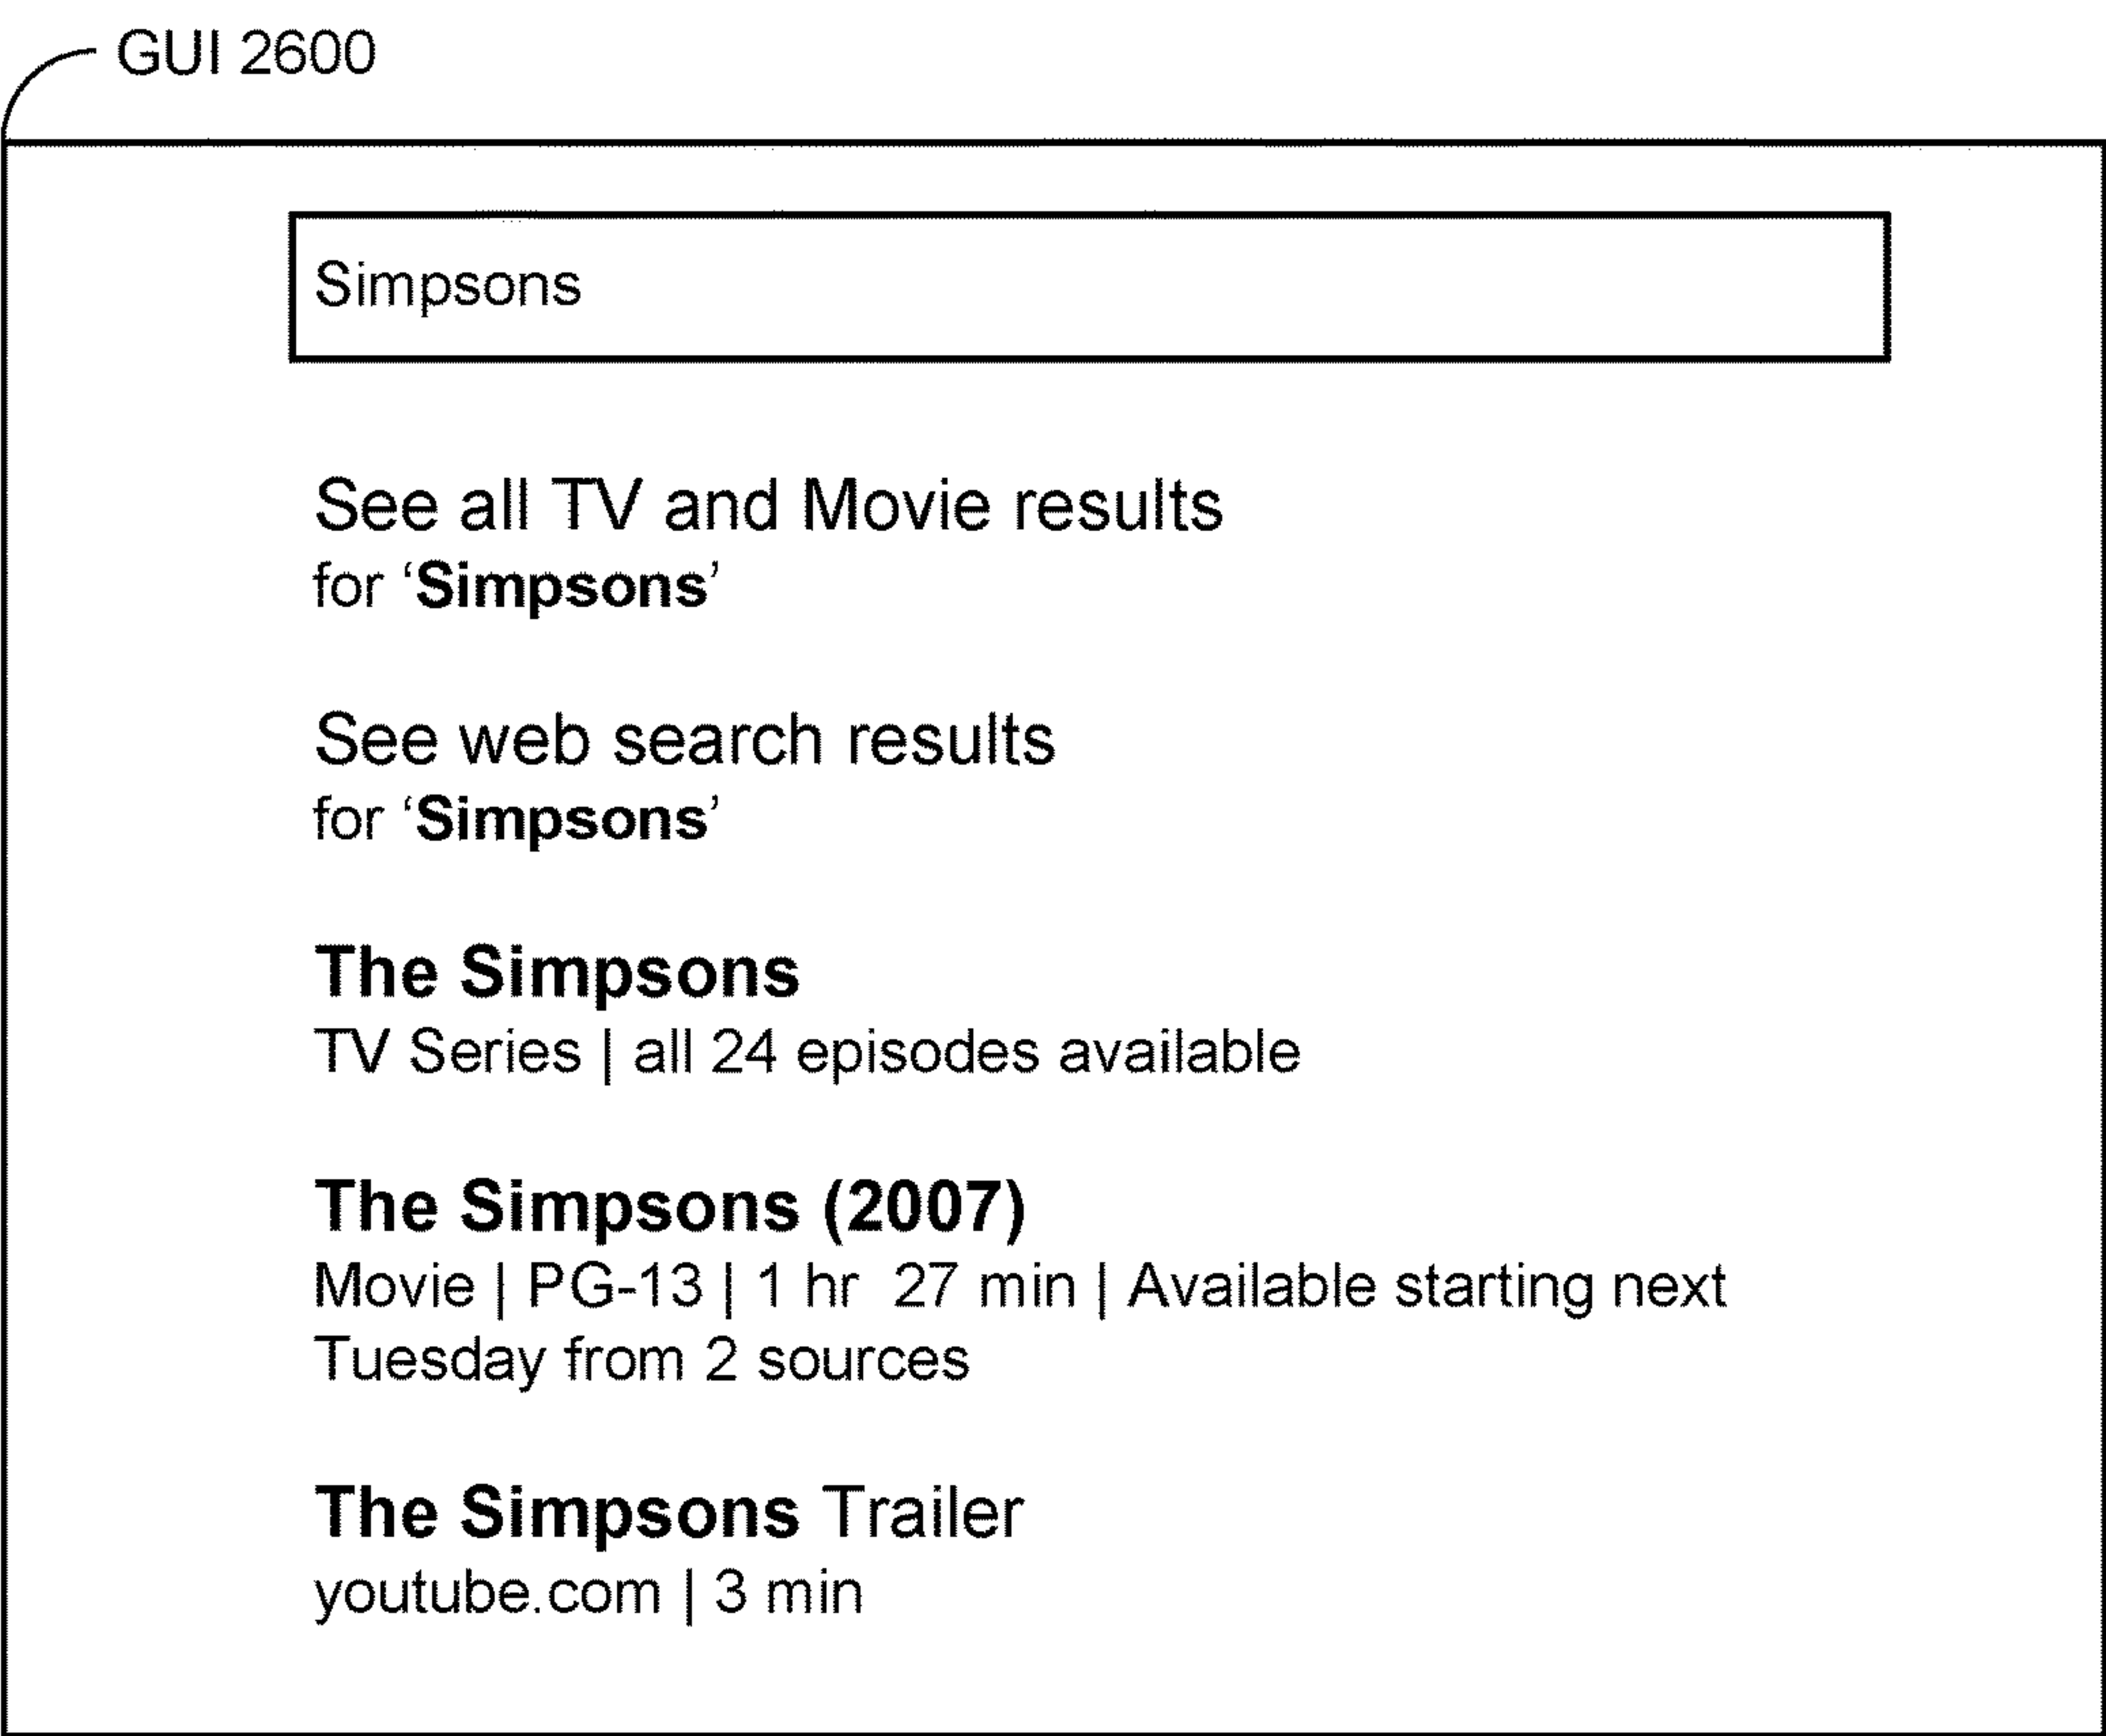 GUI 2600
Simpsons
See all TV and Movie results
for ‘Simpsons’
See web search results
for ‘Simpsons’
The Simpsons
TV Series | all 24 episodes available
The Simpsons (2007)
Movie | PG-13 | 1 hr 27 min | Available starting next
Tuesday from 2 sources
The Simpsons Trailer
youtube.com | 3 min